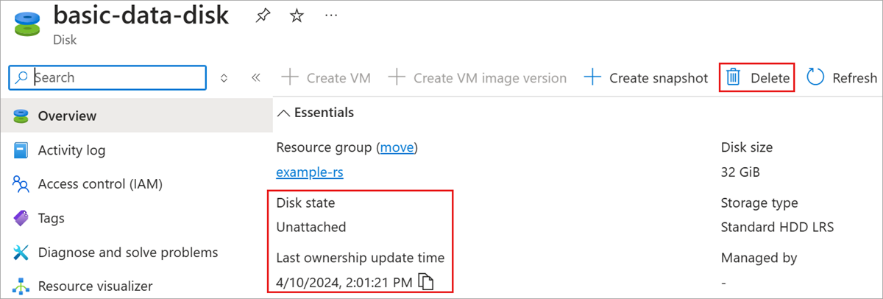 basic-data-disk
Disk
Search
Create VM
Create VM image version
Create snapshot
Delete
Refresh
Overview
Activity log
Access control (IAM)
Tags
Diagnose and solve problems
Resource visualizer
Essentials
Resource group (move)
example-rs
Disk state
Unattached
Last ownership update time
4/10/2024, 2:01:21 PM
Disk size
32 GiB
Storage type
Standard HDD LRS
Managed by
-